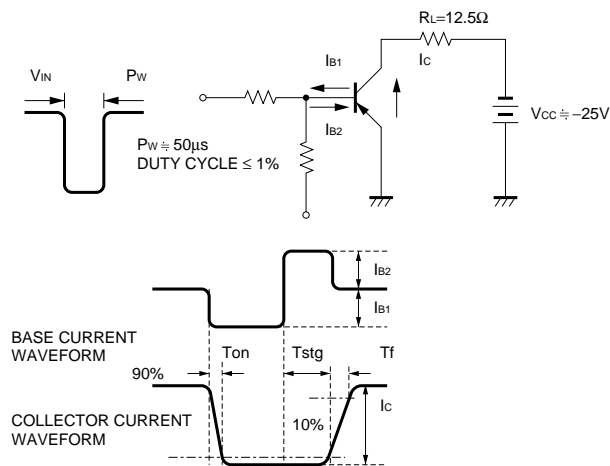 RL=12.5Ω
IB1
IC
VIN
PW
IB2
VCC≒−25V
PW≒50μs
DUTY CYCLE ≤ 1%
IB2
IB1
BASE CURRENT
WAVEFORM
Ton
Tstg
Tf
90%
IC
10%
COLLECTOR CURRENT
WAVEFORM